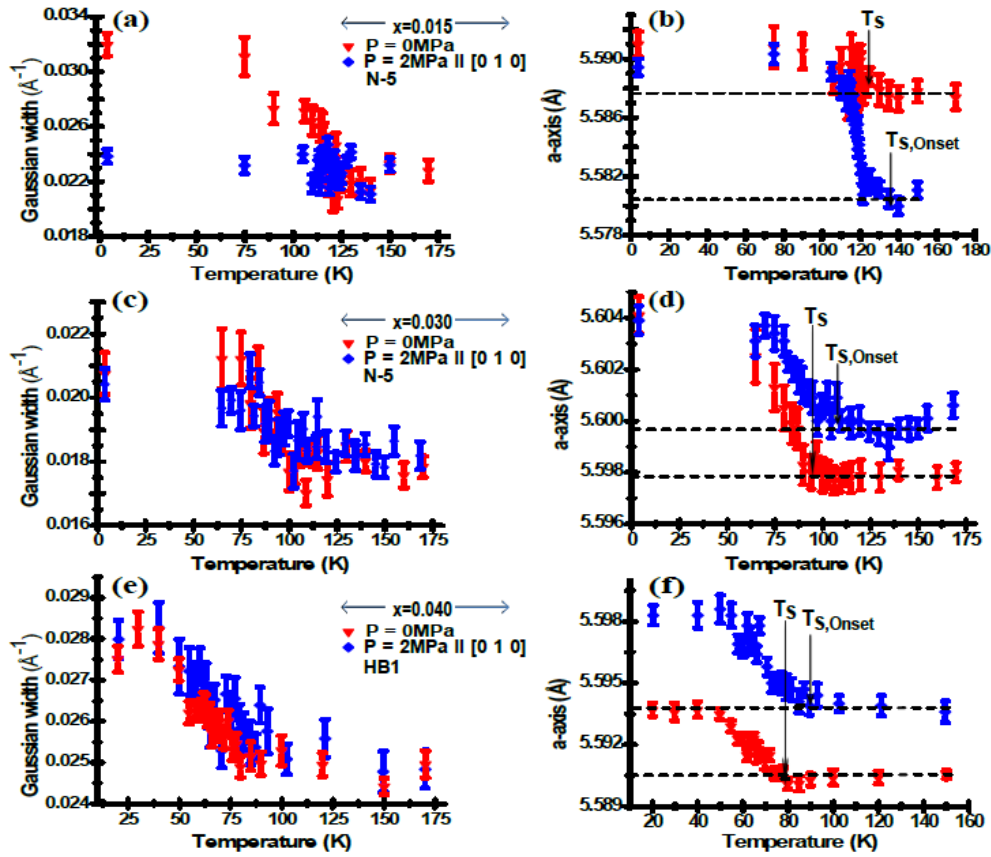 (a)
x=0.015
P = 0MPa
P = 2MPa ll [0 1 0]
N-5
Gaussian width (Å⁻¹)
0.034
0.030
0.026
0.022
0.018
0 25 50 75 100 125 150 175
Temperature (K)
(b)
TS
TS,Onset
a-axis (Å)
5.590
5.586
5.582
5.578
0 20 40 60 80 100 120 140 160 180
Temperature (K)
(c)
x=0.030
P = 0MPa
P = 2MPa ll [0 1 0]
N-5
Gaussian width (Å⁻¹)
0.022
0.020
0.018
0.016
0 25 50 75 100 125 150 175
Temperature (K)
(d)
TS
TS,Onset
a-axis (Å)
5.604
5.602
5.600
5.598
5.596
0 25 50 75 100 125 150 175
Temperature (K)
(e)
x=0.040
P = 0MPa
P = 2MPa ll [0 1 0]
HB1
Gaussian width (Å⁻¹)
0.029
0.028
0.027
0.026
0.025
0.024
25 50 75 100 125 150 175
Temperature (K)
(f)
TS
TS,Onset
a-axis (Å)
5.598
5.595
5.592
5.589
20 40 60 80 100 120 140 160
Temperature (K)